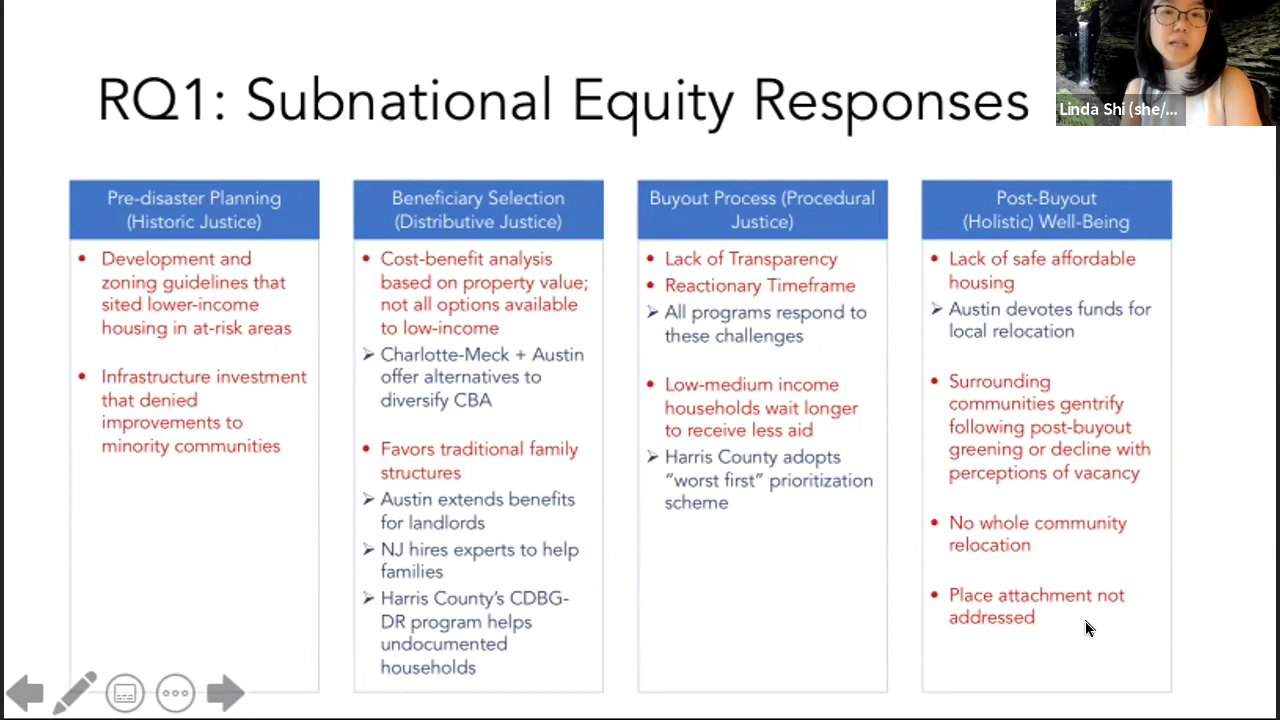 RQ1: Subnational Equity Responses
Linda Shi (she/...
Pre-disaster Planning
(Historic Justice)
• Development and
zoning guidelines that
sited lower-income
housing in at-risk areas
• Infrastructure investment
that denied
improvements to
minority communities
Beneficiary Selection
(Distributive Justice)
• Cost-benefit analysis
based on property value;
not all options available
to low-income
➢ Charlotte-Meck + Austin
offer alternatives to
diversify CBA
• Favors traditional family
structures
➢ Austin extends benefits
for landlords
➢ NJ hires experts to help
families
➢ Harris County's CDBG-
DR program helps
undocumented
households
Buyout Process (Procedural
Justice)
• Lack of Transparency
• Reactionary Timeframe
➢ All programs respond to
these challenges
• Low-medium income
households wait longer
to receive less aid
➢ Harris County adopts
“worst first” prioritization
scheme
Post-Buyout
(Holistic) Well-Being
• Lack of safe affordable
housing
➢ Austin devotes funds for
local relocation
• Surrounding
communities gentrify
following post-buyout
greening or decline with
perceptions of vacancy
• No whole community
relocation
• Place attachment not
addressed